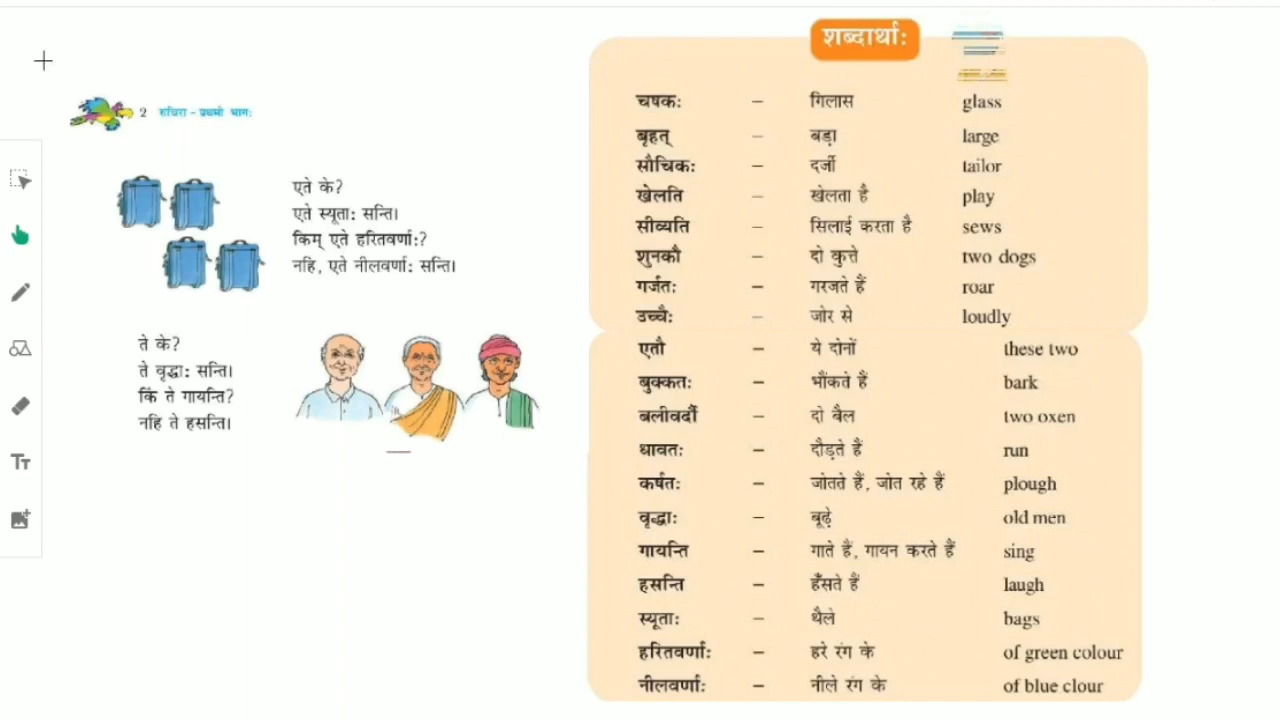 2 रुचिरा - प्रथमो भागः
एते के?
एते स्यूताः सन्ति।
किम् एते हरितवर्णाः?
नहि, एते नीलवर्णाः सन्ति।
ते के?
ते वृद्धाः सन्ति।
किं ते गायन्ति?
नहि ते हसन्ति।
शब्दार्थाः
चषकः – गिलास glass
बृहत् – बड़ा large
सौचिकः – दर्जी tailor
खेलति – खेलता है play
सीव्यति – सिलाई करता है sews
शुनकौ – दो कुत्ते two dogs
गर्जतः – गरजते हैं roar
उच्चैः – जोर से loudly
एतौ – ये दोनों these two
बुक्कतः – भौंकते हैं bark
बलीवर्दौ – दो बैल two oxen
धावतः – दौड़ते हैं run
कर्षतः – जोतते हैं, जोत रहे हैं plough
वृद्धाः – बूढ़े old men
गायन्ति – गाते हैं, गायन करते हैं sing
हसन्ति – हँसते हैं laugh
स्यूताः – थैले bags
हरितवर्णाः – हरे रंग के of green colour
नीलवर्णाः – नीले रंग के of blue clour
Tт